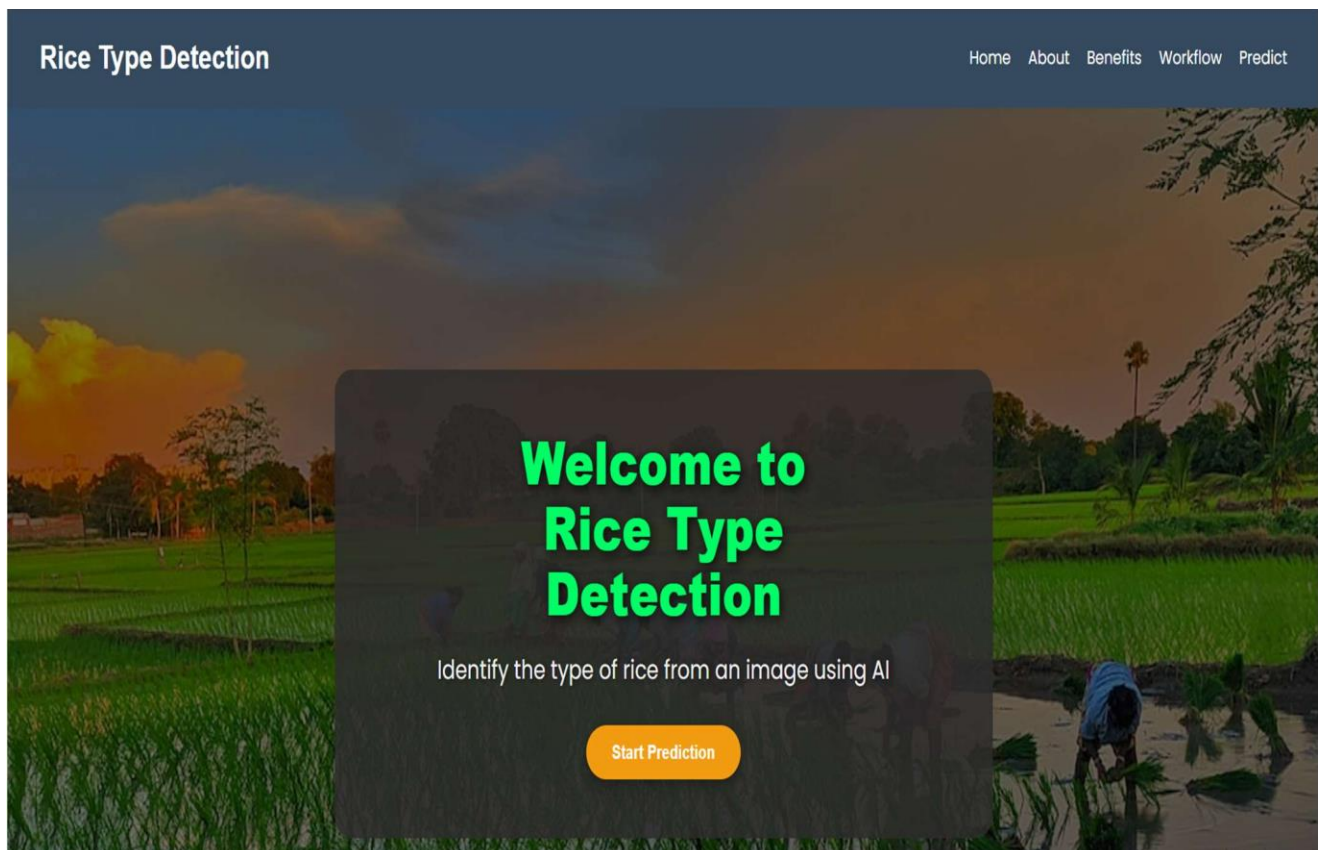 Rice Type Detection
Home About Benefits Workflow Predict
Welcome to
Rice Type
Detection
Identify the type of rice from an image using AI
Start Prediction